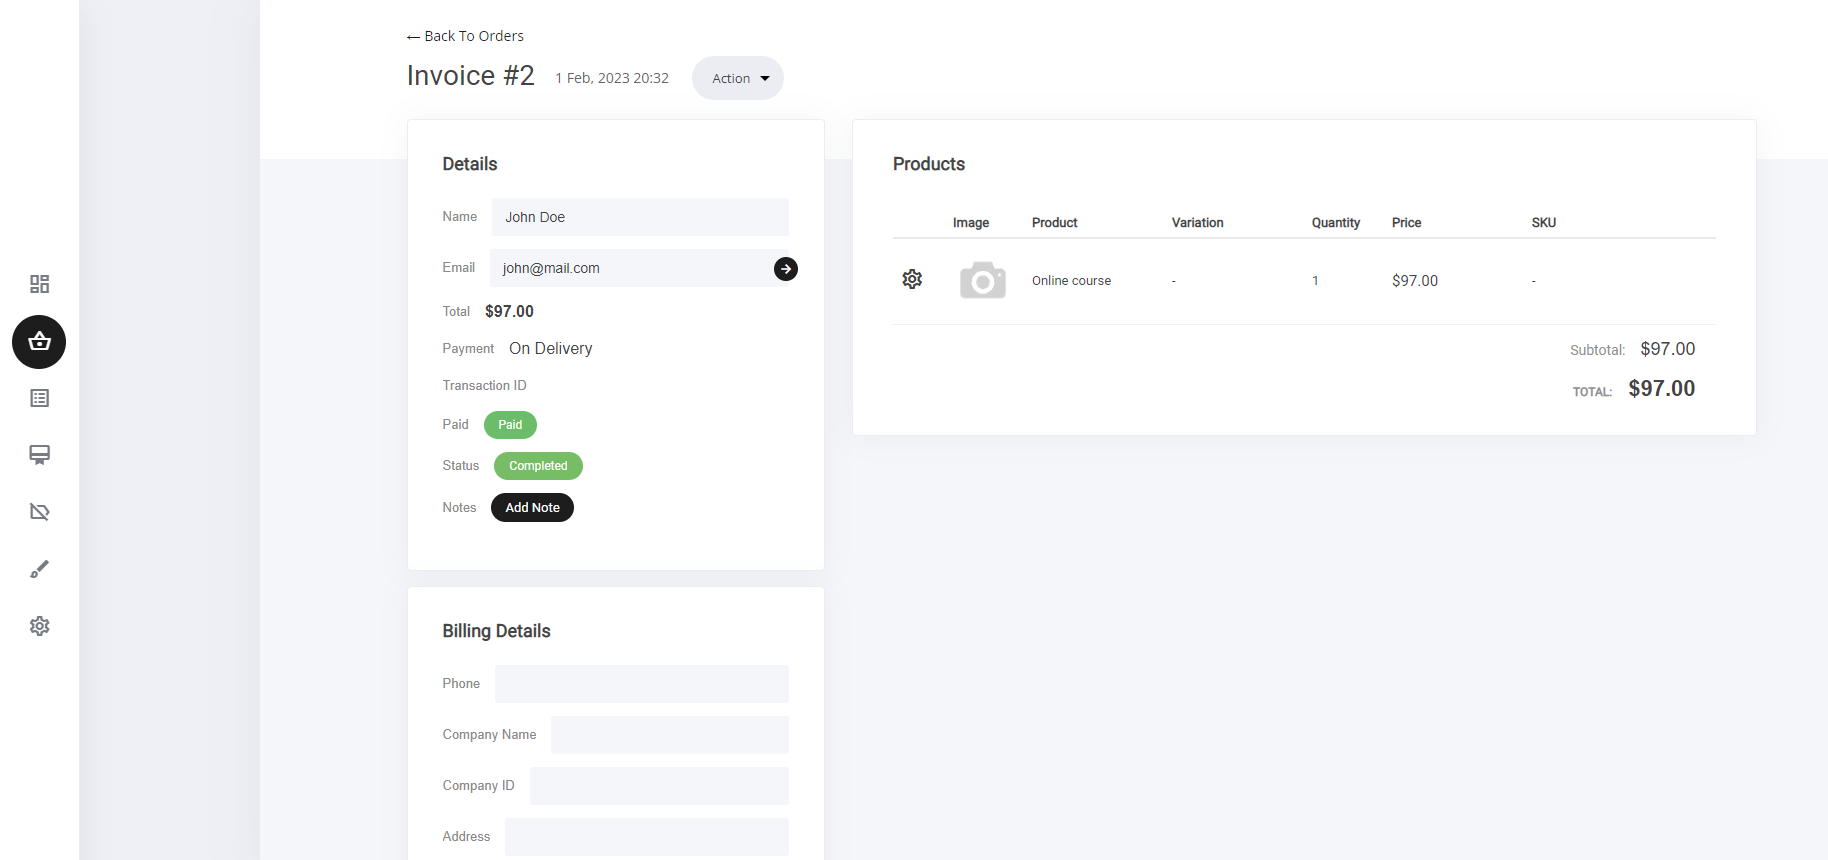 ← Back To Orders
Invoice #2 1 Feb, 2023 20:32 Action
Details
Name John Doe
Email john@mail.com
Total $97.00
Payment On Delivery
Transaction ID
Paid Paid
Status Completed
Notes Add Note
Billing Details
Phone
Company Name
Company ID
Address
Products
Image Product Variation Quantity Price SKU
Online course - 1 $97.00 -
Subtotal: $97.00
TOTAL: $97.00